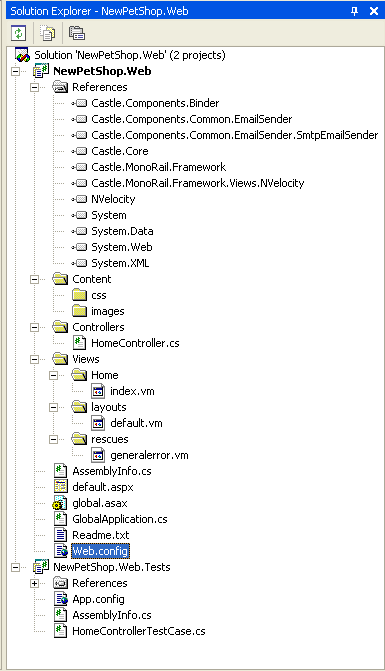 Solution Explorer - NewPetShop.Web
Solution 'NewPetShop.Web' (2 projects)
NewPetShop.Web
References
Castle.Components.Binder
Castle.Components.Common.EmailSender
Castle.Components.Common.EmailSender.SmtpEmailSender
Castle.Core
Castle.MonoRail.Framework
Castle.MonoRail.Framework.Views.NVelocity
NVelocity
System
System.Data
System.Web
System.XML
Content
css
images
Controllers
HomeController.cs
Views
Home
index.vm
layouts
default.vm
rescues
generalerror.vm
AssemblyInfo.cs
default.aspx
global.asax
GlobalApplication.cs
Readme.txt
Web.config
NewPetShop.Web.Tests
References
App.config
AssemblyInfo.cs
HomeControllerTestCase.cs